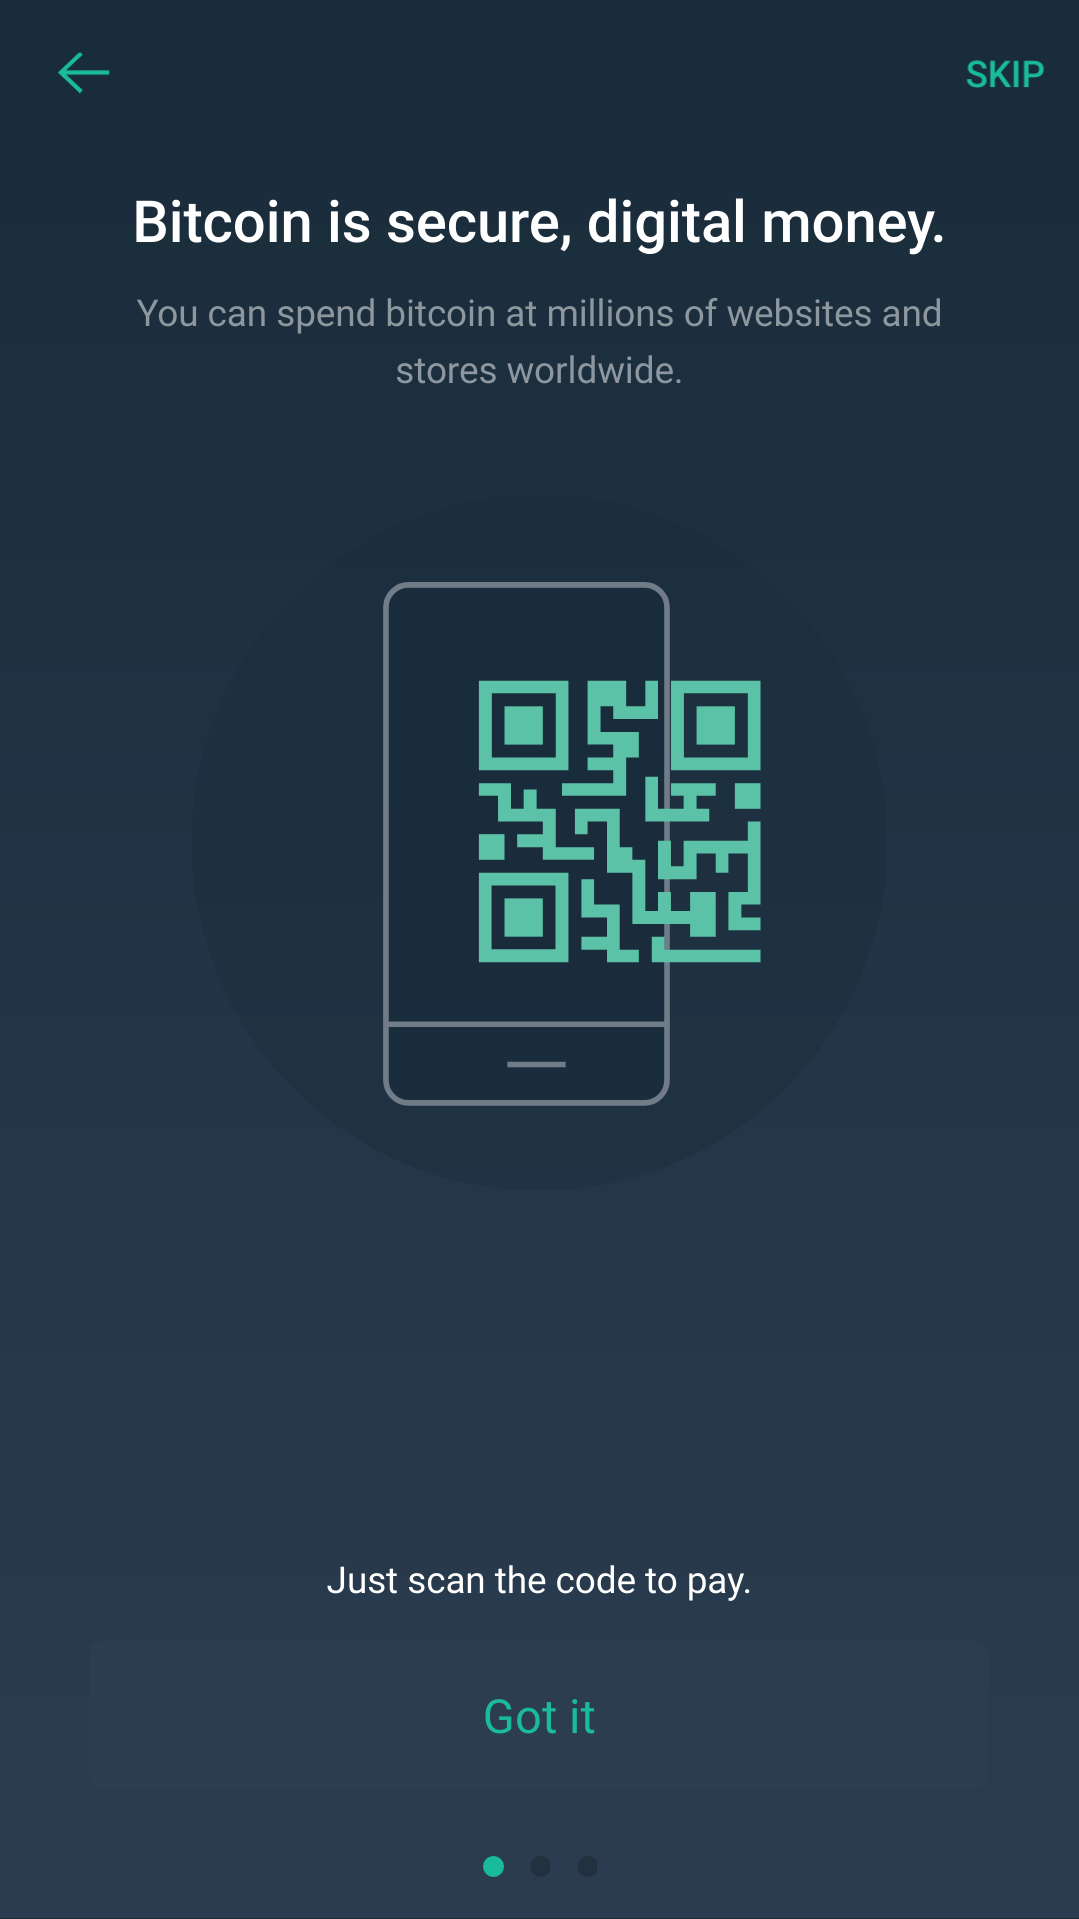 SKIP
Bitcoin is secure, digital money.
You can spend bitcoin at millions of websites and
stores worldwide.
Just scan the code to pay.
Got it